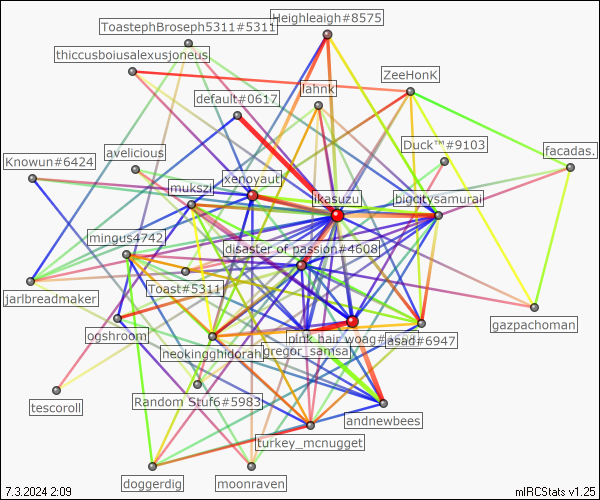 ToastephBroseph5311#5311
Heighleaigh#8575
thiccusboiusalexusjoneus
ZeeHonK
lahnk
default#0617
Duck™#9103
avelicious
facadas.
Knowun#6424
xenoyauti
mukszi
ikasuzu
bigcitysamurai
mingus4742
disaster of passion#4608
Toast#5311
jarlbreadmaker
gazpachoman
ogshroom
pink hair woag#
jasad#6947
neokinghidorah
gregor_samsa
tescoroll
Random Stuf6#5983
andnewbees
turkey_mcnugget
doggerdig
moonraven
7.3.2024 2:09
mIRCStats v1.25